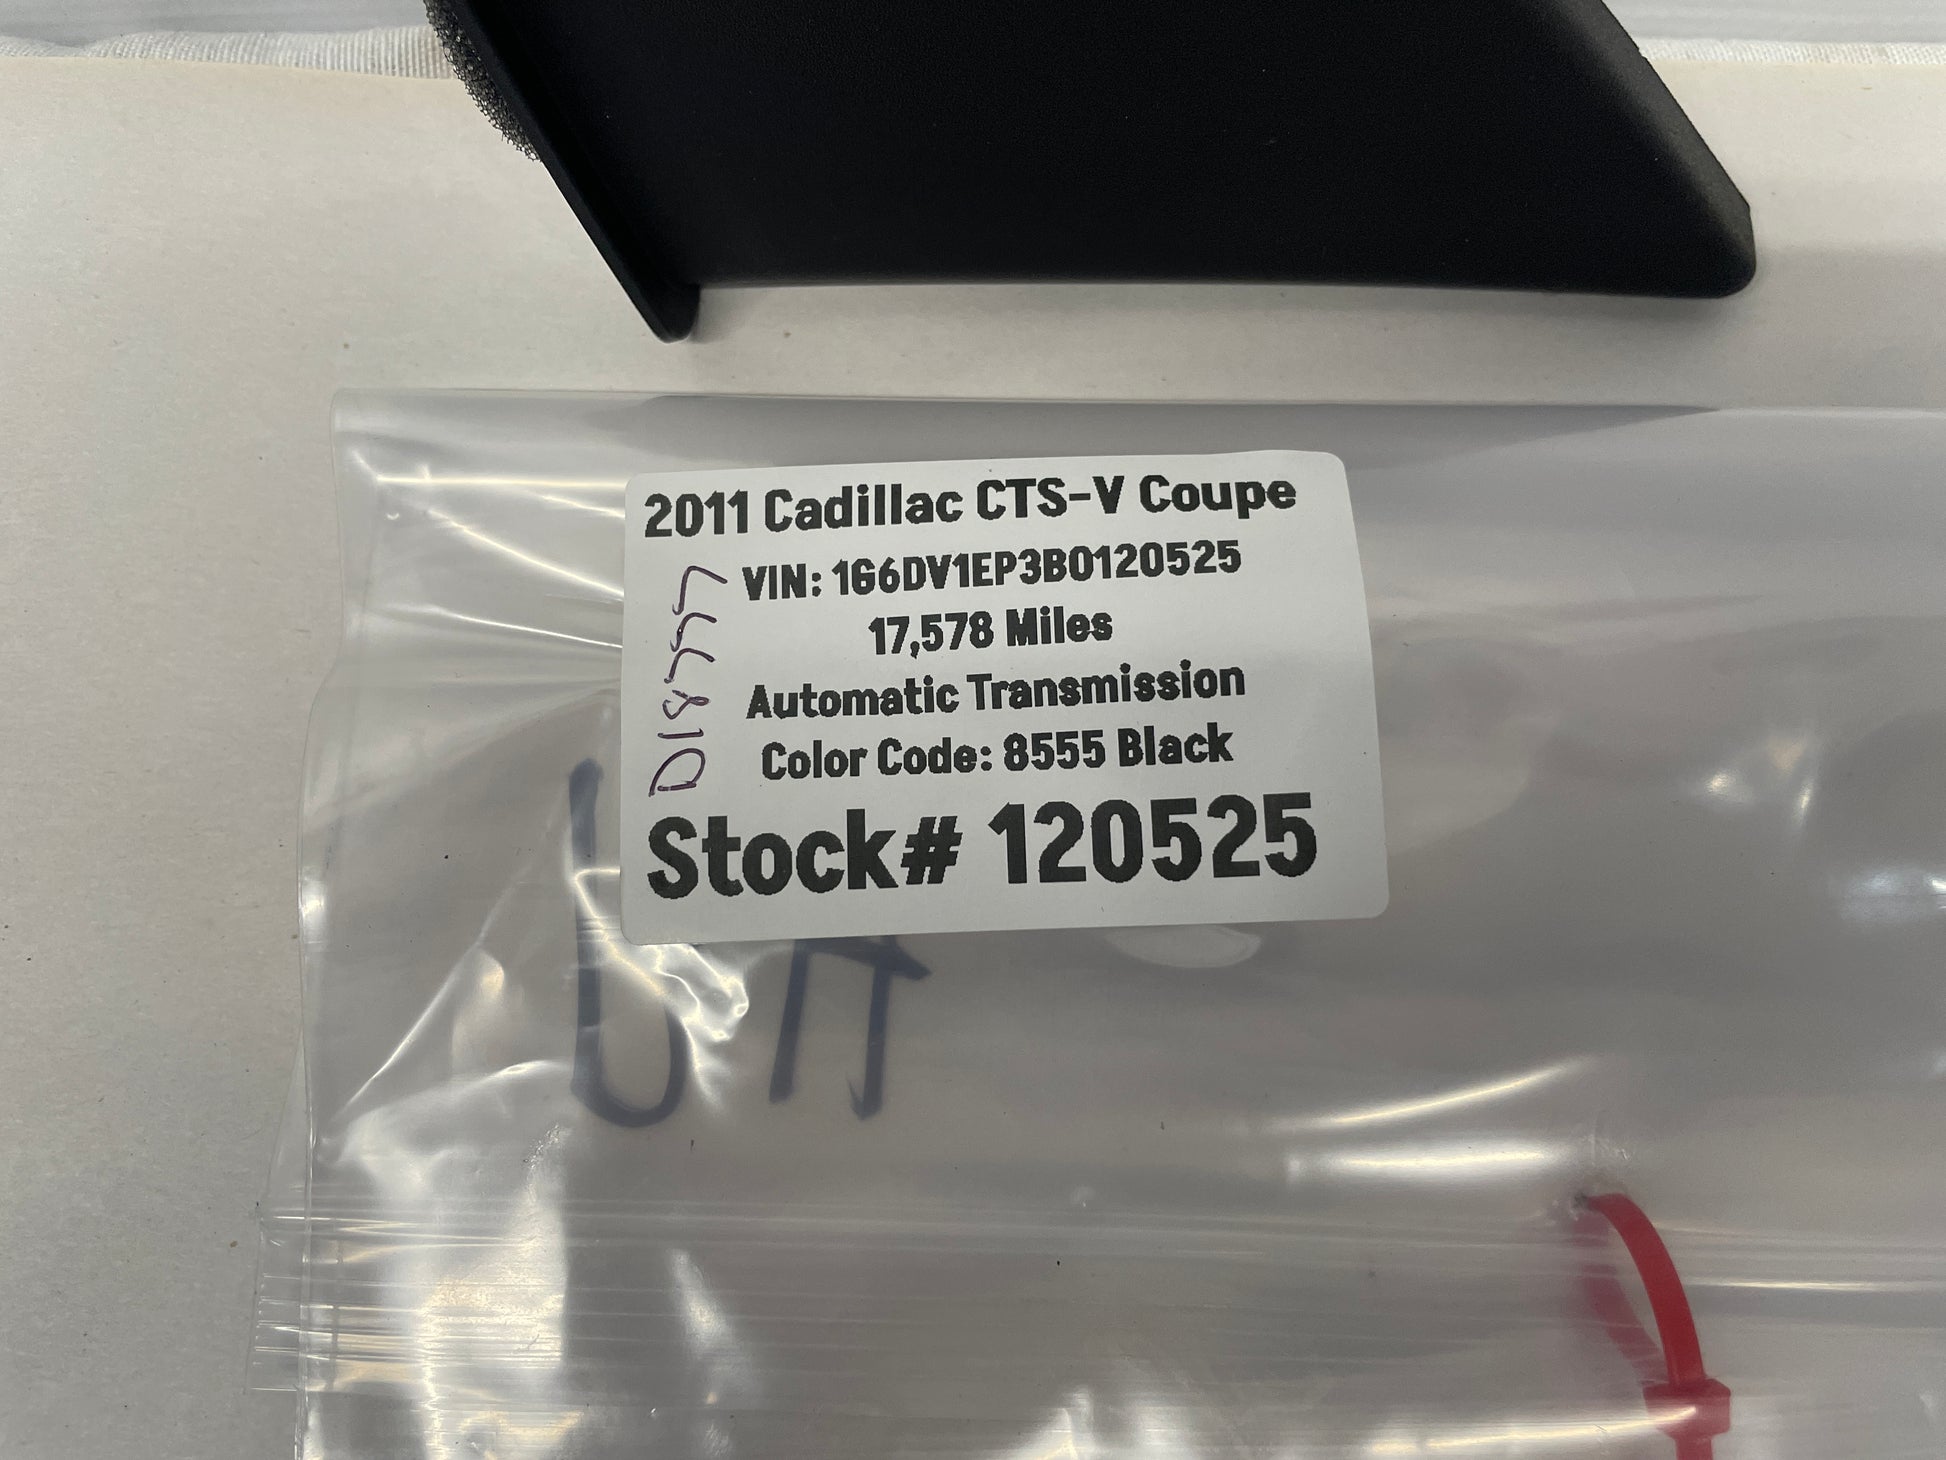 2011 Cadillac CTS-V Coupe
VIN: 1G6DV1EP3B0120525
17,578 Miles
Automatic Transmission
Color Code: 8555 Black
Stock# 120525